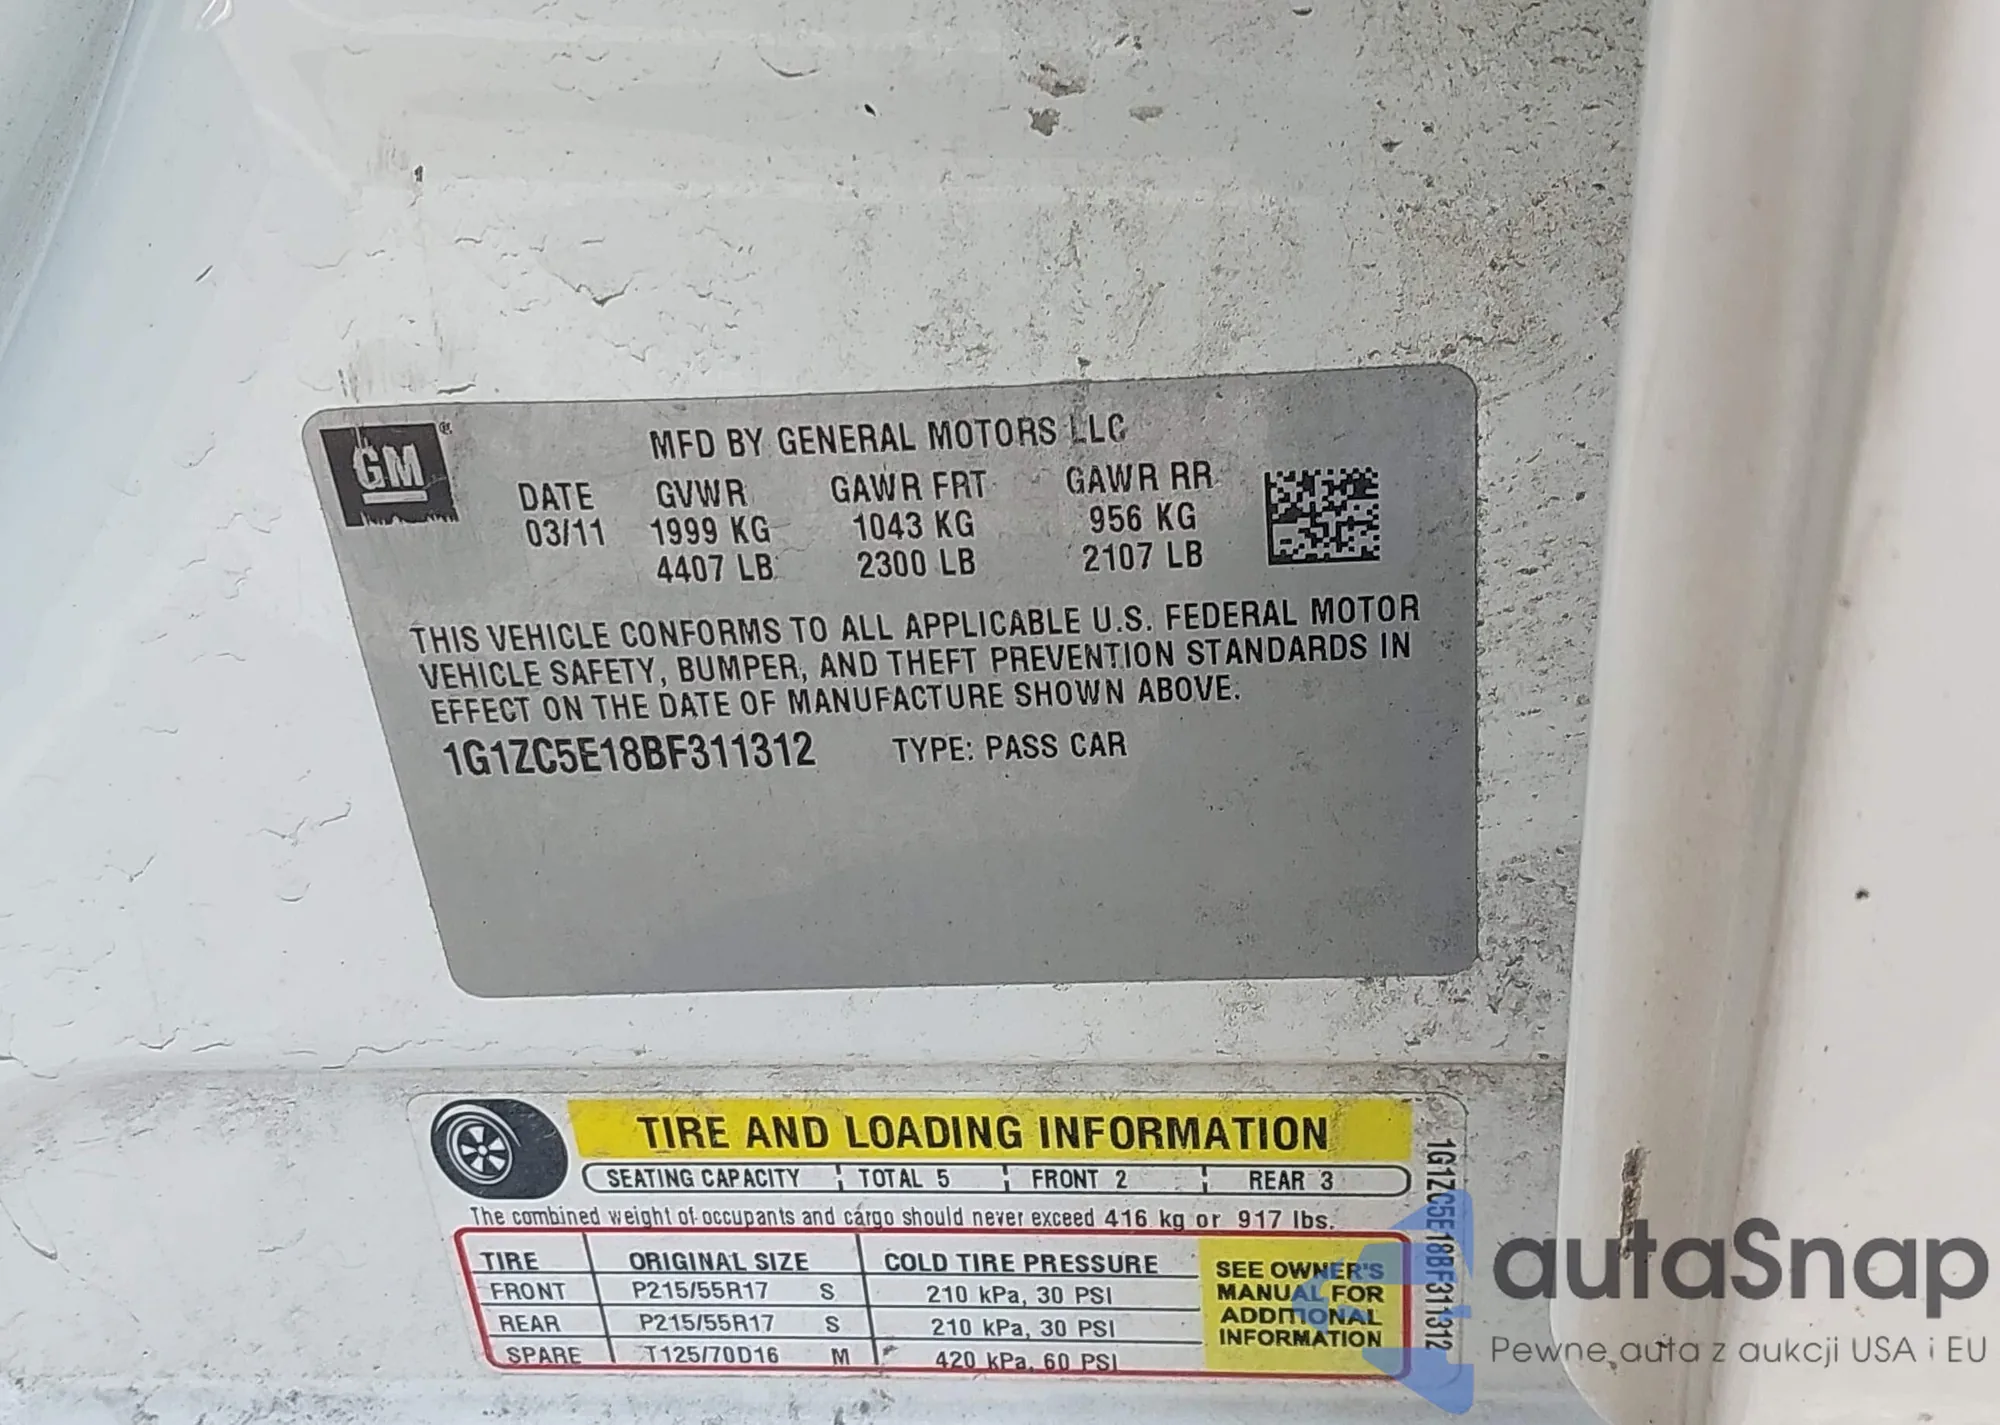 GM ®
MFD BY GENERAL MOTORS LLC
DATE GVWR GAWR FRT GAWR RR
03/11 1999 KG 1043 KG 956 KG
4407 LB 2300 LB 2107 LB
THIS VEHICLE CONFORMS TO ALL APPLICABLE U.S. FEDERAL MOTOR
VEHICLE SAFETY, BUMPER, AND THEFT PREVENTION STANDARDS IN
EFFECT ON THE DATE OF MANUFACTURE SHOWN ABOVE.
1G1ZC5E18BF311312 TYPE: PASS CAR
TIRE AND LOADING INFORMATION
SEATING CAPACITY TOTAL 5 FRONT 2 REAR 3
The combined weight of occupants and cargo should never exceed 416 kg or 917 lbs.
TIRE ORIGINAL SIZE COLD TIRE PRESSURE
FRONT P215/55R17 S 210 kPa, 30 PSI
REAR P215/55R17 S 210 kPa, 30 PSI
SPARE T125/70D16 M 420 kPa, 60 PSI
SEE OWNER'S
MANUAL FOR
ADDITIONAL
INFORMATION
1G1ZC5E18BF311312
autaSnap
Pewne auta z aukcji USA i EU